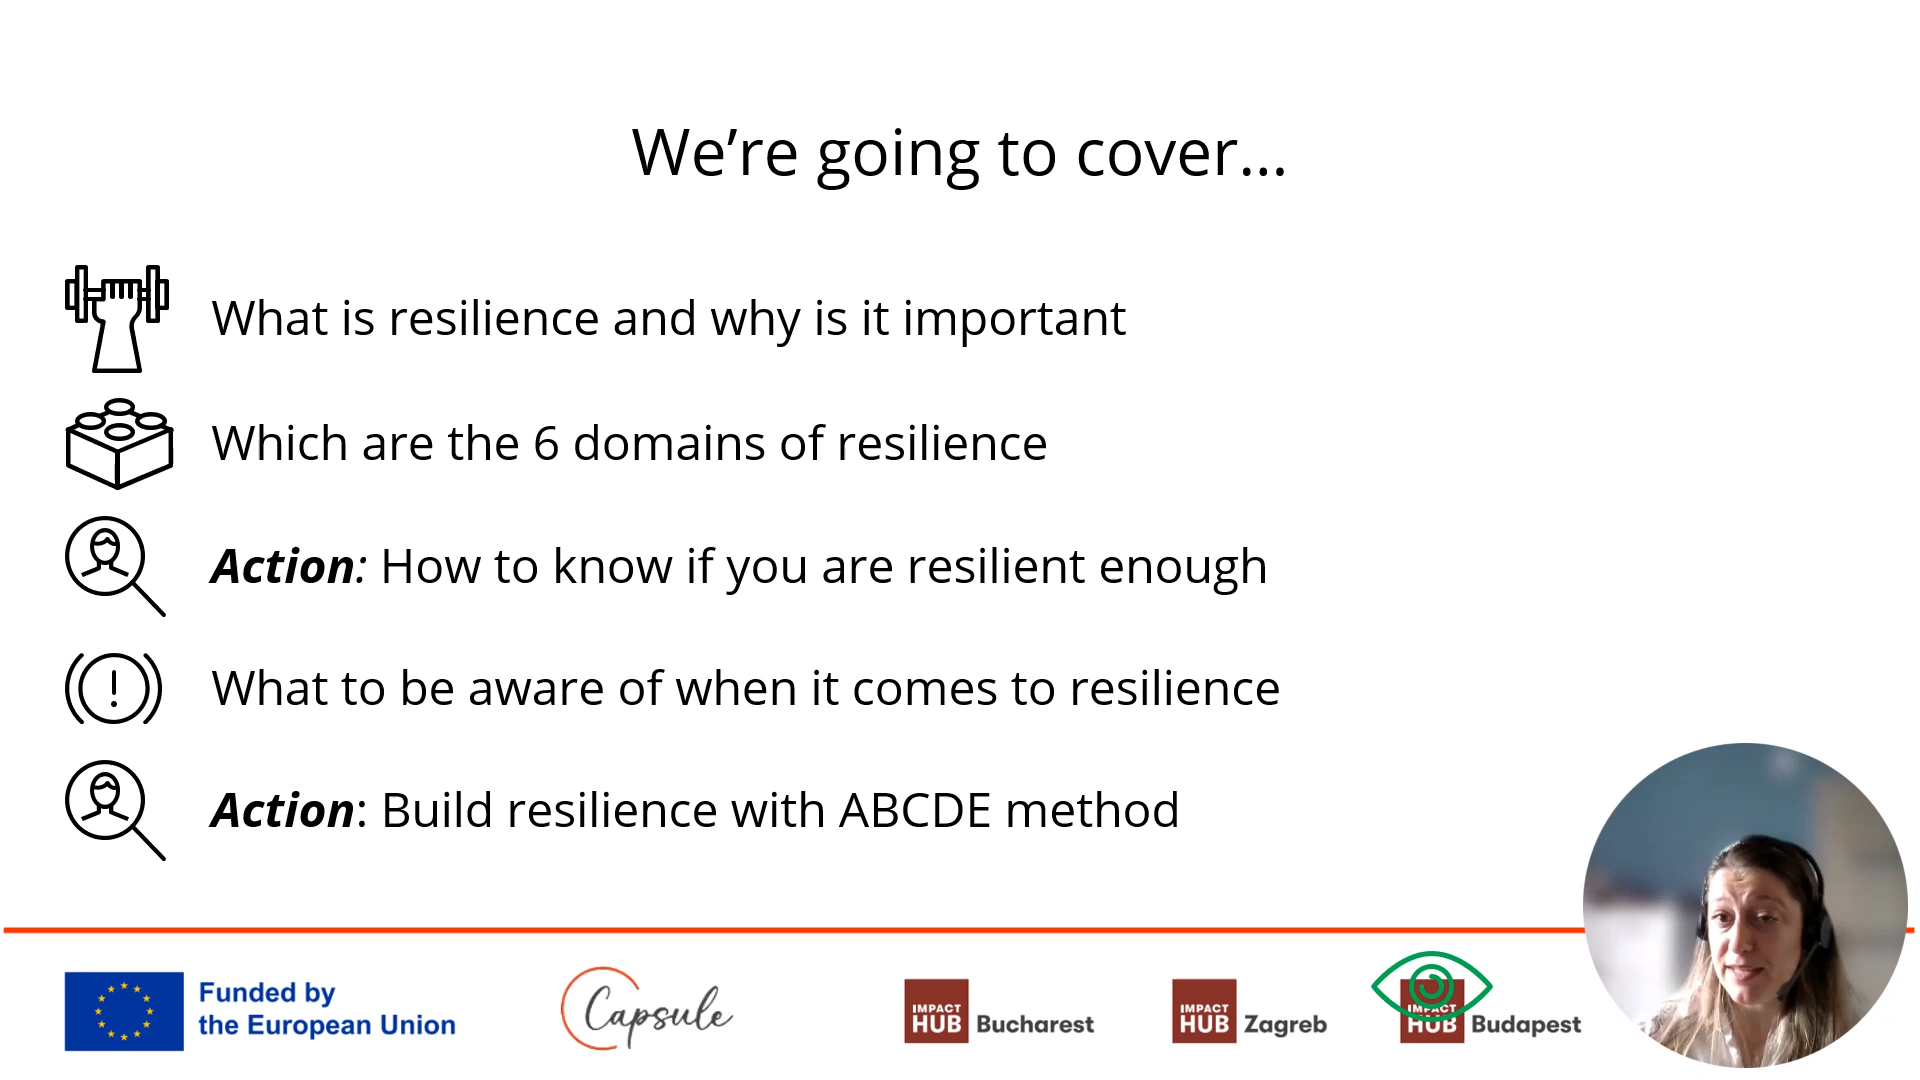 We’re going to cover...
What is resilience and why is it important
Which are the 6 domains of resilience
Action: How to know if you are resilient enough
What to be aware of when it comes to resilience
Action: Build resilience with ABCDE method
Funded by
the European Union
Capsule
IMPACT
HUB Bucharest
IMPACT
HUB Zagreb
IMPACT
HUB Budapest